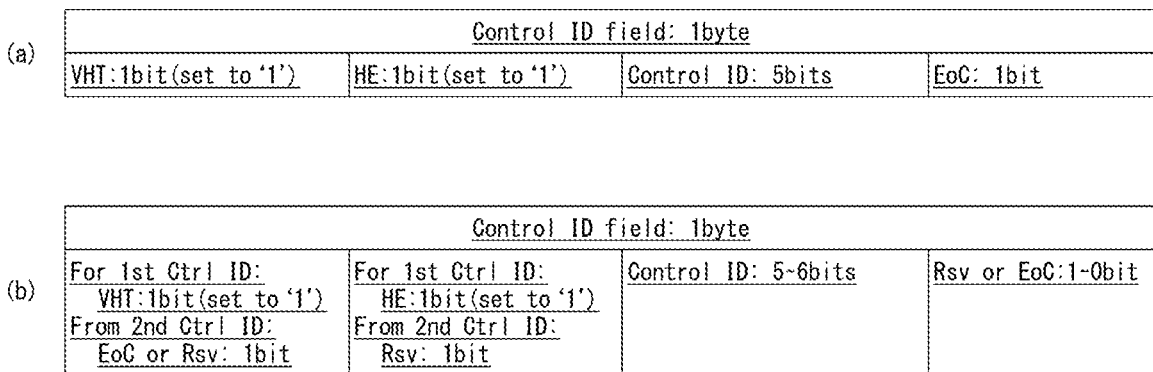 (a)
Control ID field: 1byte
VHT:1bit(set to ‘1’) HE:1bit(set to ‘1’) Control ID: 5bits EoC: 1bit
(b)
Control ID field: 1byte
For 1st Ctrl ID: For 1st Ctrl ID: Control ID: 5~6bits Rsv or EoC:1~0bit
VHT:1bit(set to ‘1’) HE:1bit(set to ‘1’)
From 2nd Ctrl ID: From 2nd Ctrl ID:
EoC or Rsv: 1bit Rsv: 1bit